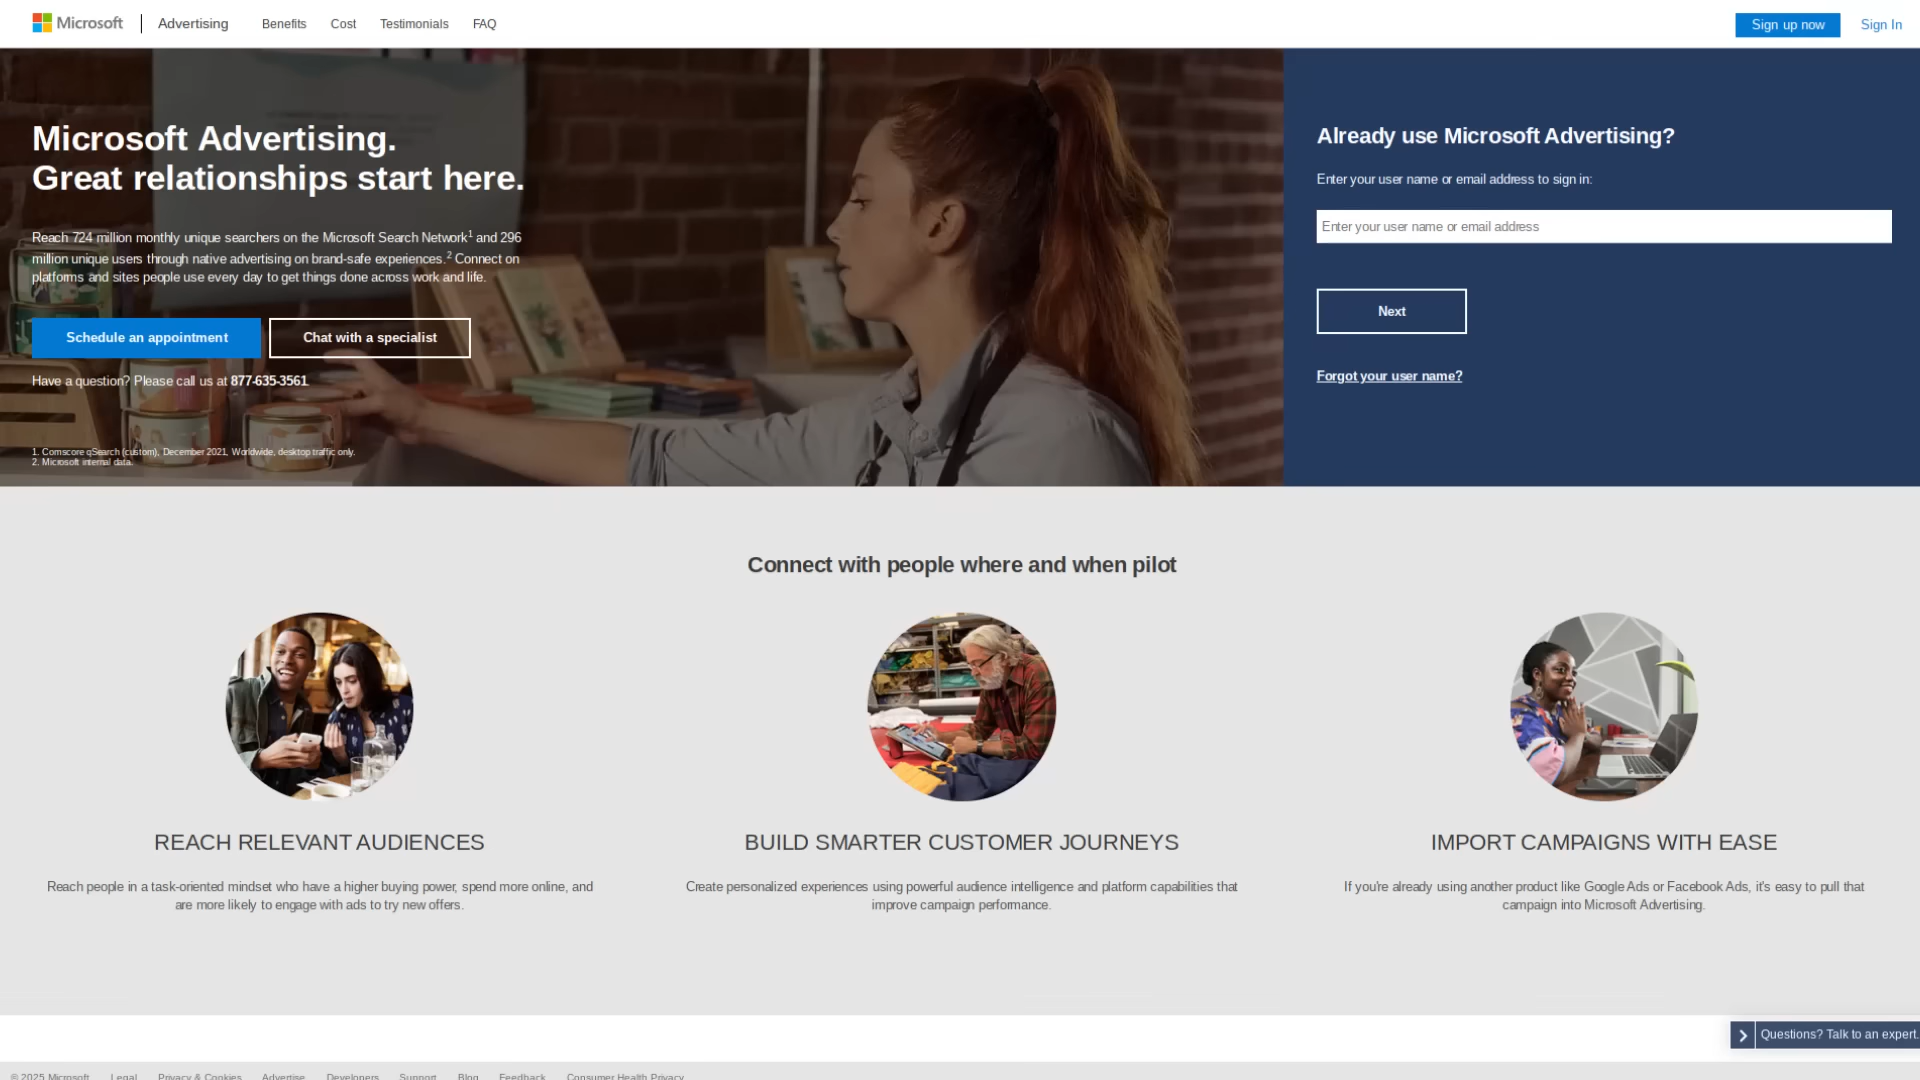 Microsoft Advertising Benefits Cost Testimonials FAQ Sign up now Sign In
Microsoft Advertising.
Great relationships start here.
Reach 724 million monthly unique searchers on the Microsoft Search Network1 and 296
million unique users through native advertising on brand-safe experiences.2 Connect on
platforms and sites people use every day to get things done across work and life.
Schedule an appointment Chat with a specialist
Have a question? Please call us at 877-635-3561.
1. Comscore qSearch (custom), December 2021, Worldwide, desktop traffic only.
2. Microsoft internal data.
Already use Microsoft Advertising?
Enter your user name or email address to sign in:
Enter your user name or email address
Next
Forgot your user name?
Connect with people where and when pilot
REACH RELEVANT AUDIENCES
Reach people in a task-oriented mindset who have a higher buying power, spend more online, and
are more likely to engage with ads to try new offers.
BUILD SMARTER CUSTOMER JOURNEYS
Create personalized experiences using powerful audience intelligence and platform capabilities that
improve campaign performance.
IMPORT CAMPAIGNS WITH EASE
If you're already using another product like Google Ads or Facebook Ads, it's easy to pull that
campaign into Microsoft Advertising.
Questions? Talk to an expert.
© 2025 Microsoft Legal Privacy & Cookies Advertise Developers Support Blog Feedback Consumer Health Privacy